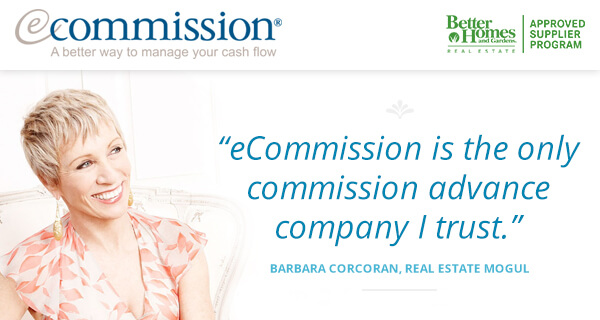 ecommission®
A better way to manage your cash flow
Better
Homes
and Gardens
REAL ESTATE
APPROVED
SUPPLIER
PROGRAM
“eCommission is the only
commission advance
company I trust.”
BARBARA CORCORAN, REAL ESTATE MOGUL